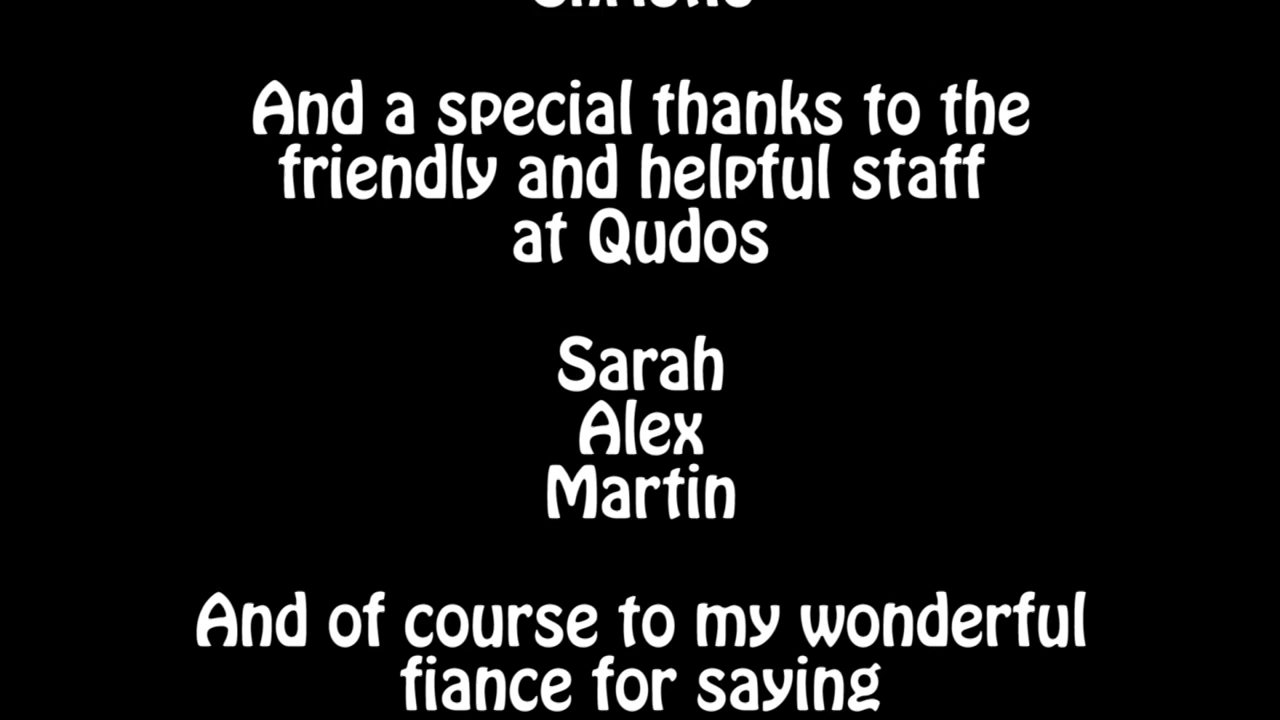 And a special thanks to the
friendly and helpful staff
at Qudos
Sarah
Alex
Martin
And of course to my wonderful
fiance for saying